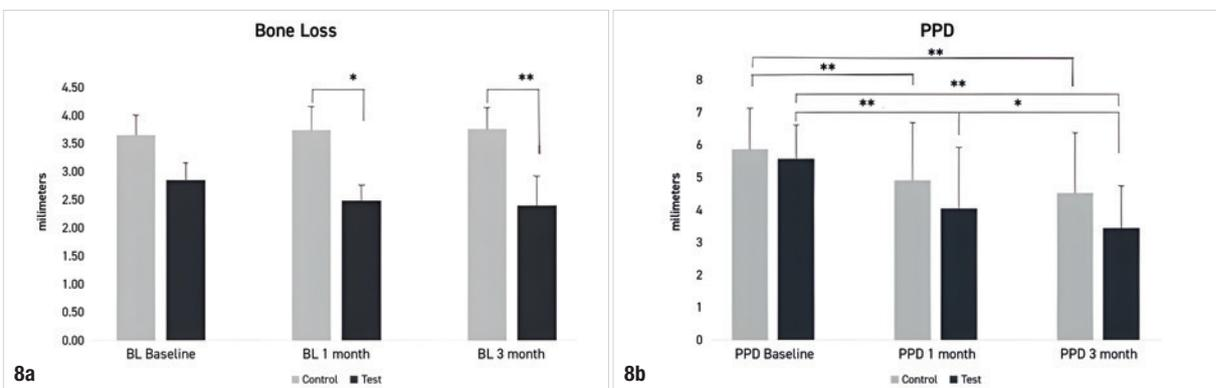 Bone Loss
* **
4.50
4.00
3.50
3.00
2.50
2.00
1.50
1.00
0.50
0.00
milimeters
BL Baseline BL 1 month BL 3 month
Control Test
8a
PPD
**
**
**
** *
8
7
6
5
4
3
2
1
0
milimeters
PPD Baseline PPD 1 month PPD 3 month
Control Test
8b